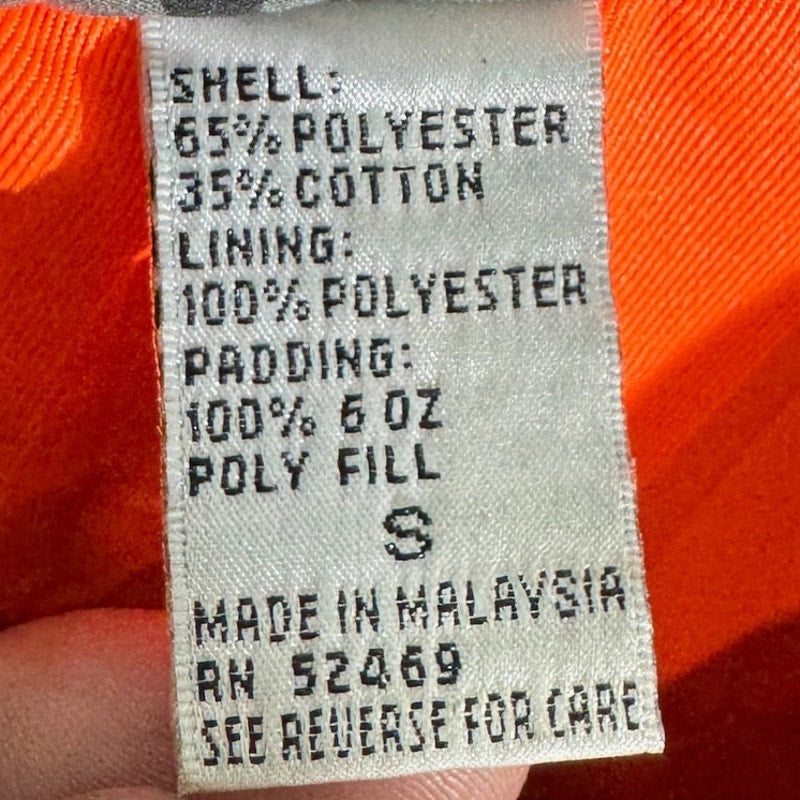 SHELL:
65% POLYESTER
35% COTTON
LINING:
100% POLYESTER
PADDING:
100% 6 OZ
POLY FILL
S
MADE IN MALAYSIA
RN 52469
SEE REVERSE FOR CARE